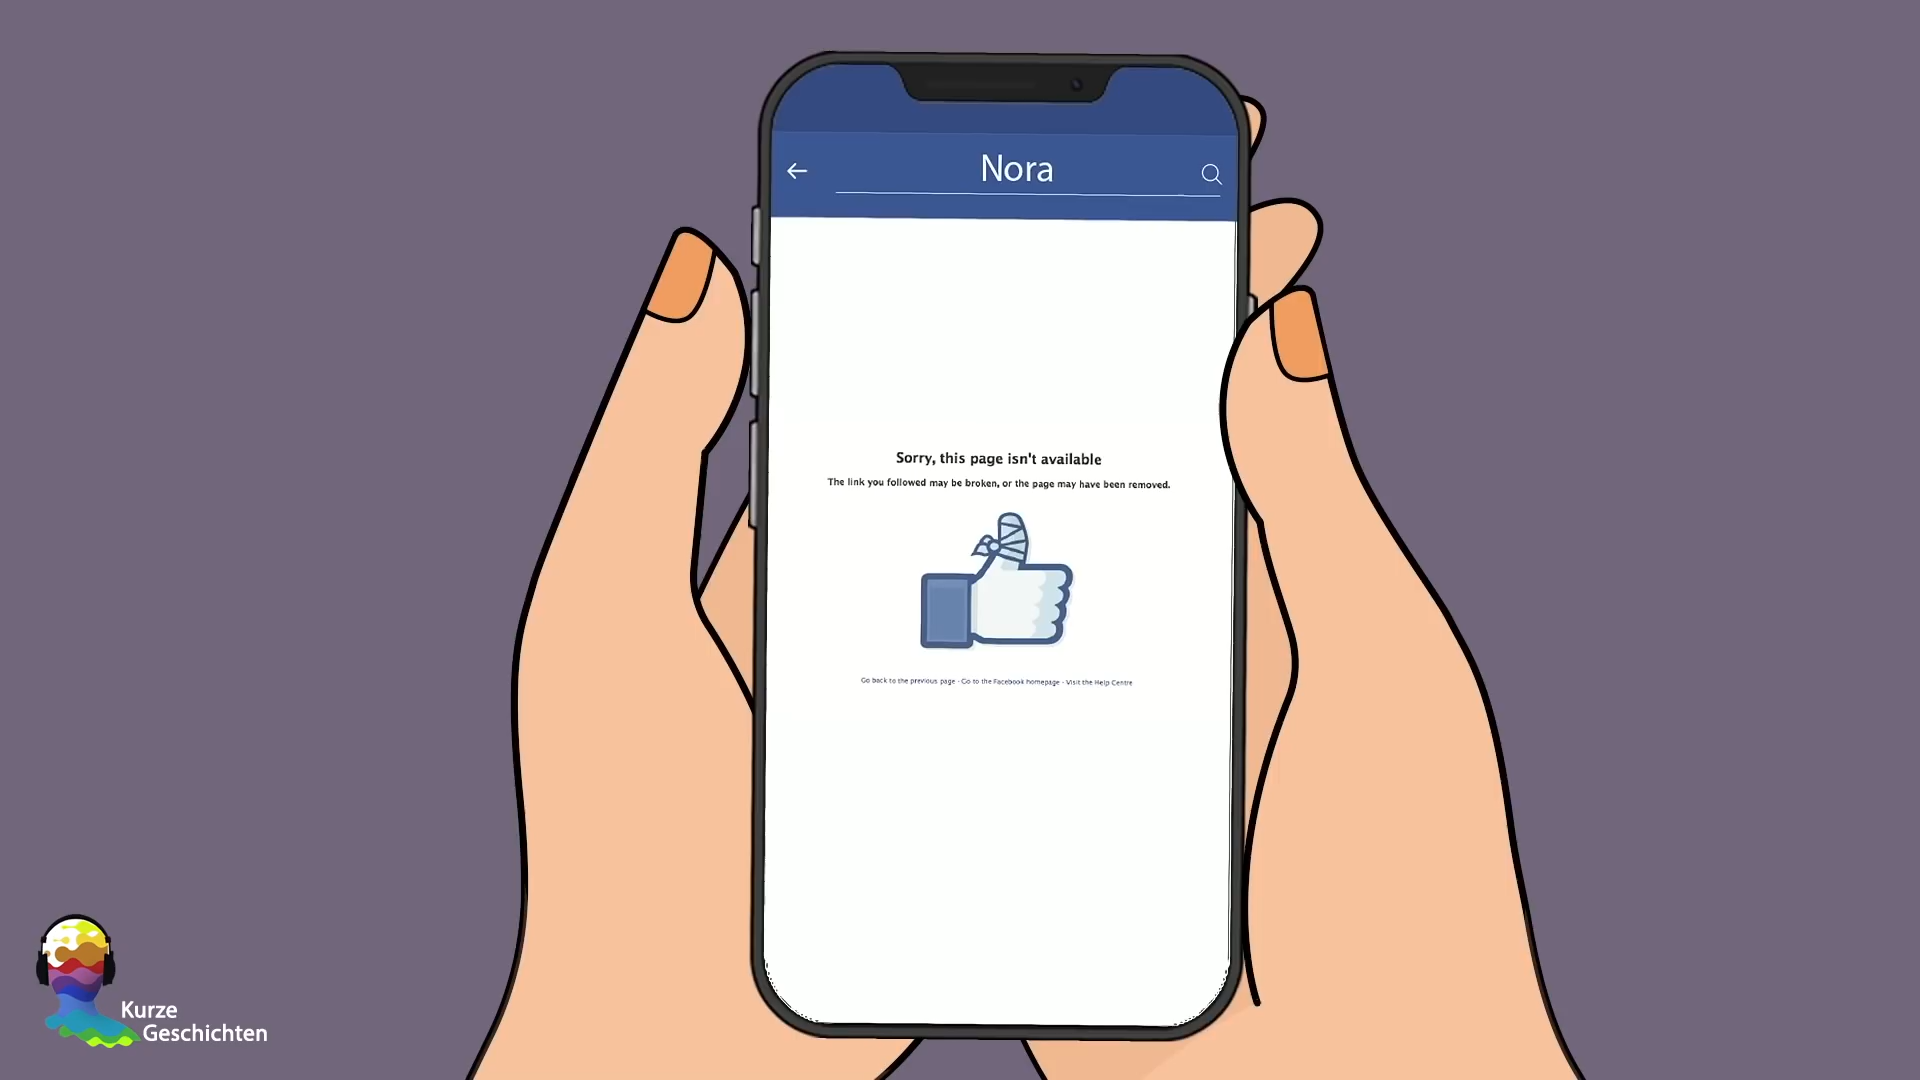 Nora
Sorry, this page isn't available
The link you followed may be broken, or the page may have been removed.
Go back to the previous page - Go to the Facebook homepage - Visit the Help Centre
Kurze
Geschichten